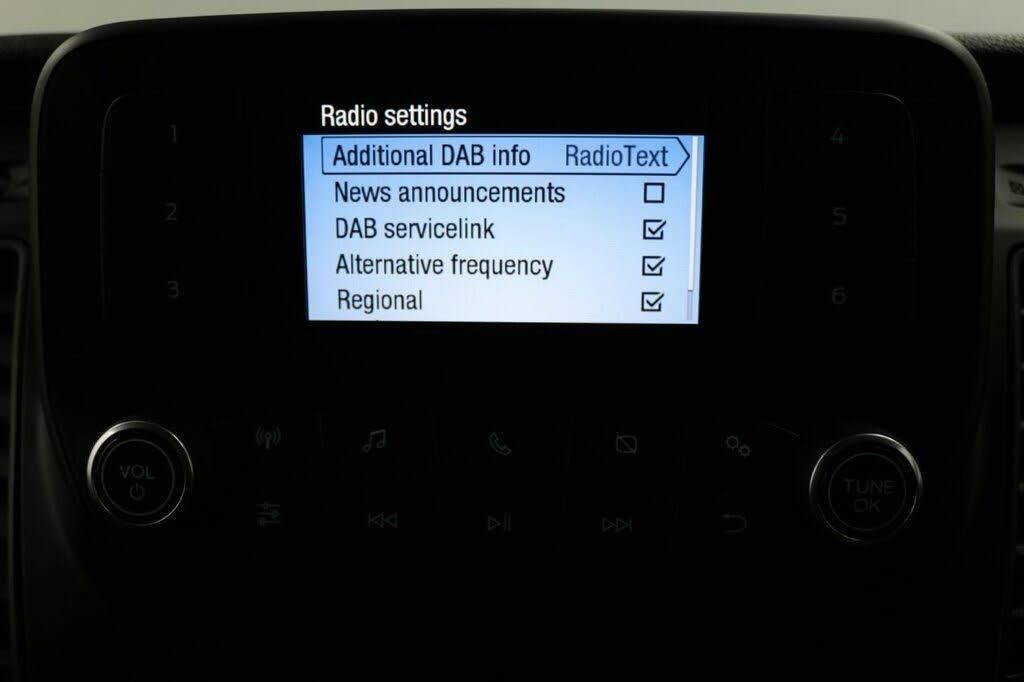 Radio settings
Additional DAB info RadioText
News announcements
DAB servicelink
Alternative frequency
Regional
1
2
3
4
5
6
VOL
TUNE
OK